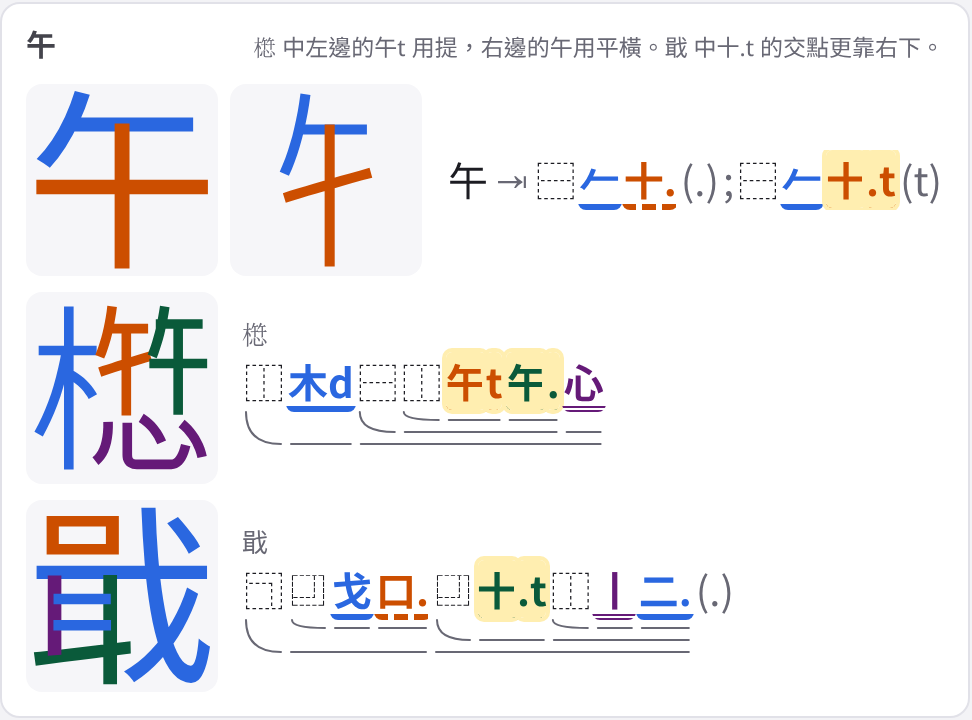 午
中左邊的午t 用提，右邊的午用平橫。戢 中十.t 的交點更靠右下。
午 → ⿱𠂉十.(.);⿱𠂉十.t(t)
⿰木d⿱⿰午t午.心
戢
⿹⿺戈口.⿺十.t⿰丨二.(.)